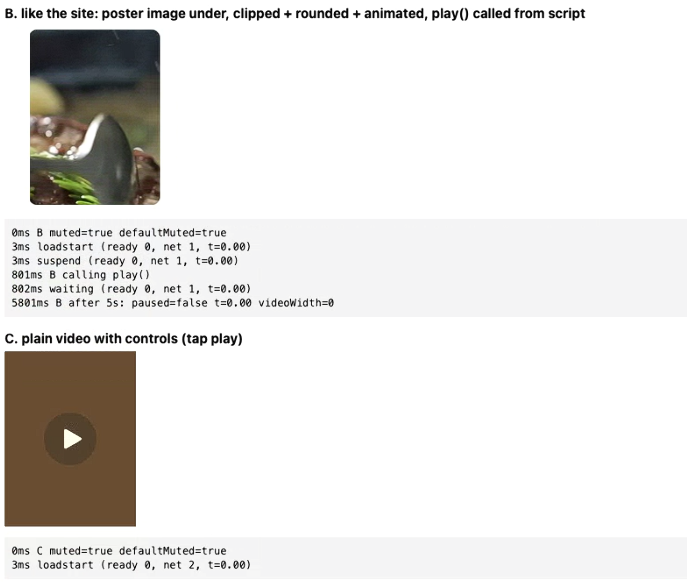 B. like the site: poster image under, clipped + rounded + animated, play() called from script
0ms B muted=true defaultMuted=true
3ms loadstart (ready 0, net 1, t=0.00)
3ms suspend (ready 0, net 1, t=0.00)
801ms B calling play()
802ms waiting (ready 0, net 1, t=0.00)
5801ms B after 5s: paused=false t=0.00 videoWidth=0
C. plain video with controls (tap play)
0ms C muted=true defaultMuted=true
3ms loadstart (ready 0, net 2, t=0.00)